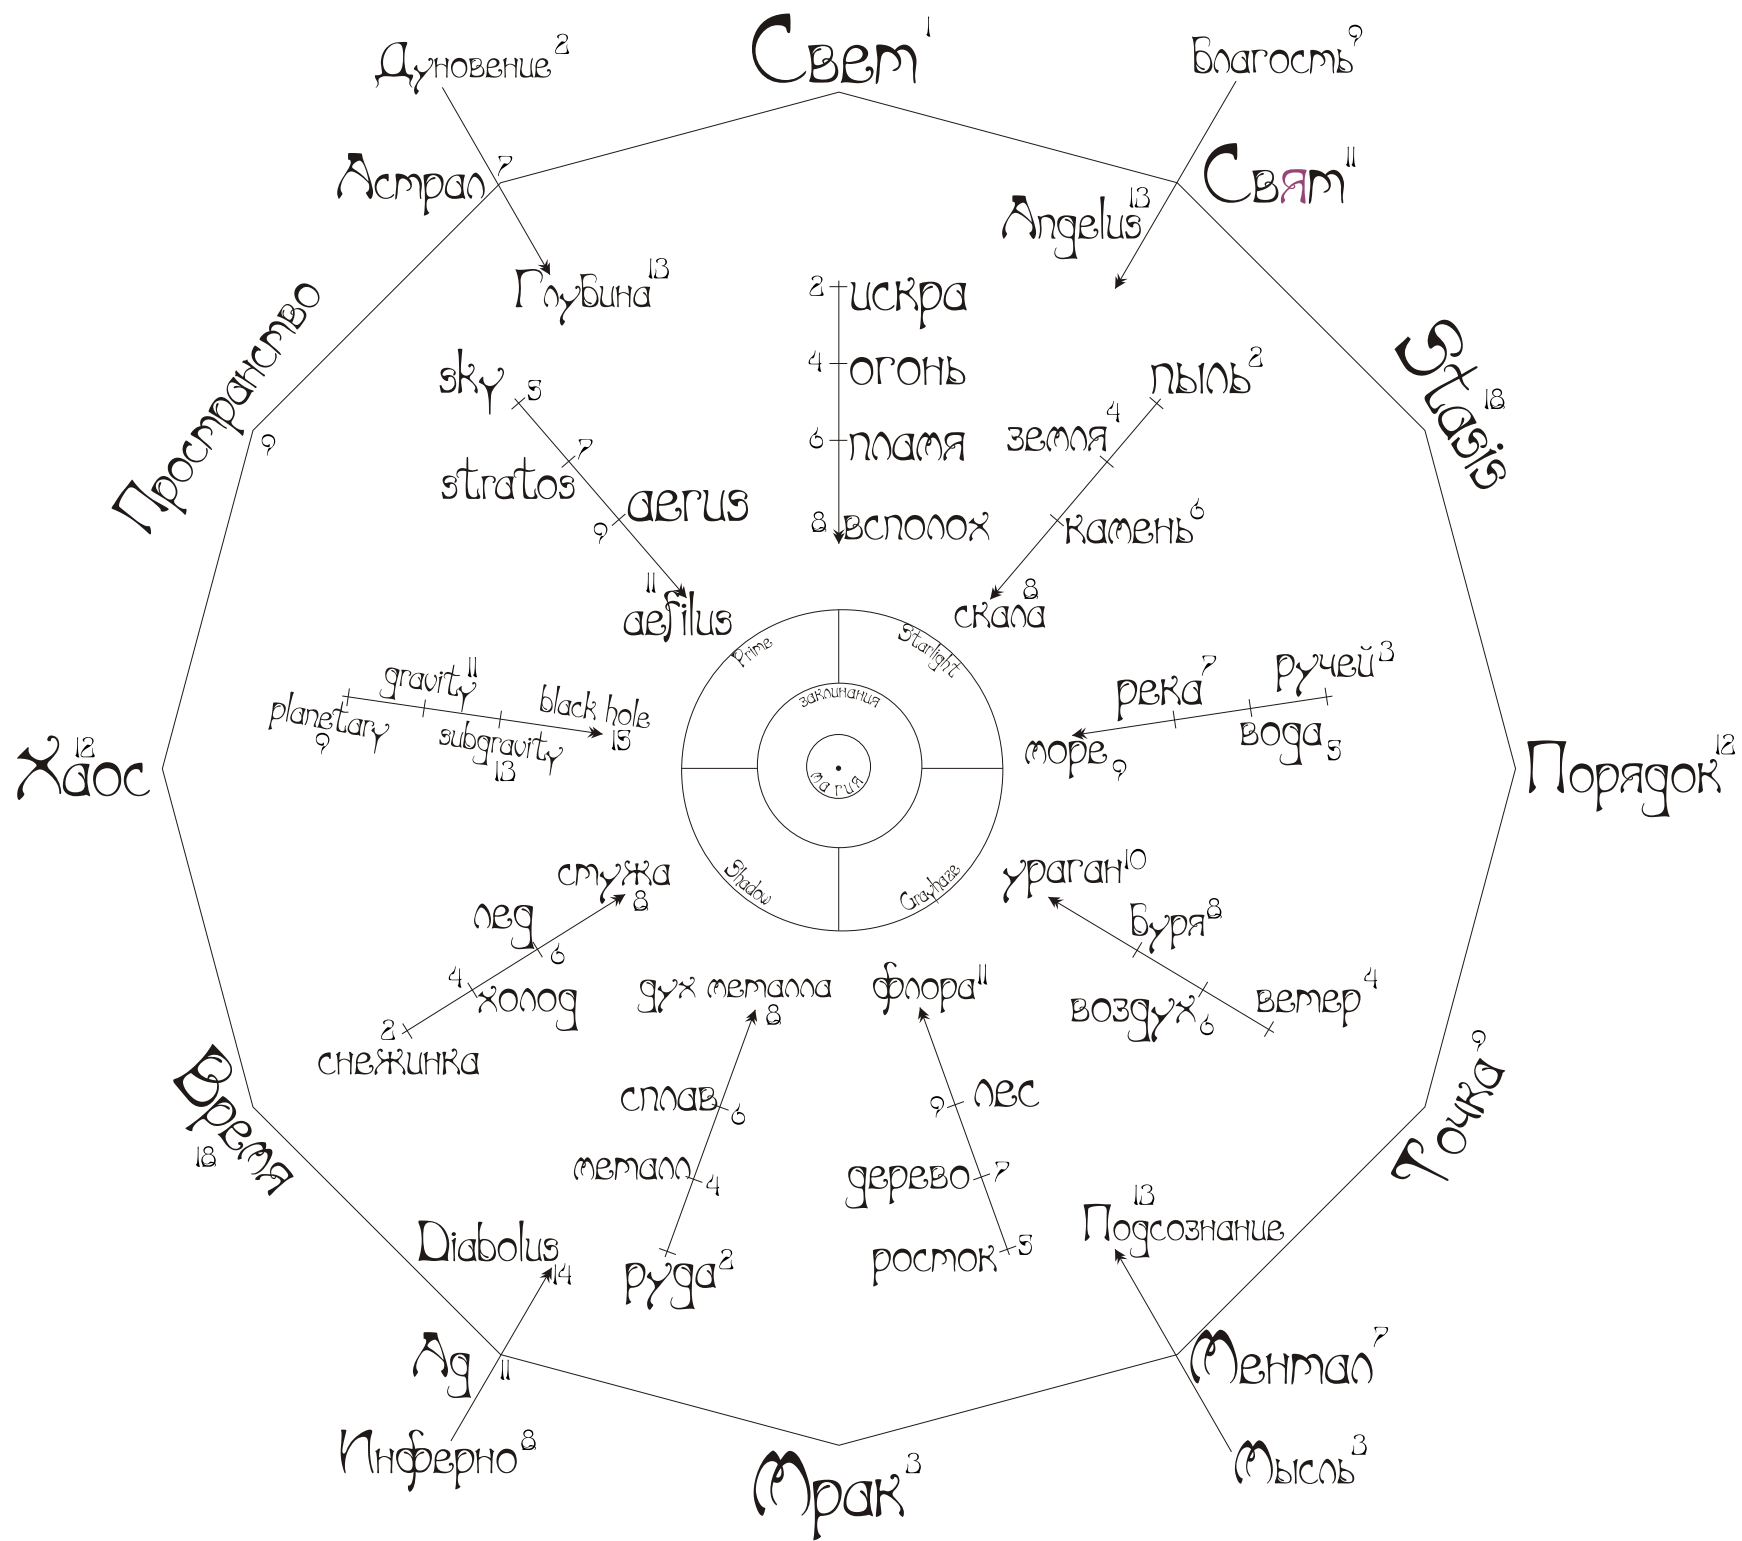 Свет 1
Дуновение 2
Благость 9
Астрал 7
Свят 11
Angelus 13
Глубина 13
Пространство 9
Stasis 18
2 искра
4 огонь
6 пламя
8 всполох
sky 5
stratos 7
aerus 9
aefilus 11
пыль 2
земля 4
камень 6
скала 8
Prime
Starlight
заклинания
магия
Shadow
Grayhaze
planetary 9
gravity 11
subgravity 13
black hole 15
ручей 3
вода 5
река 7
море 9
Хаос 12
Порядок 12
стужа 8
лед 6
холод 4
снежинка 2
ураган 10
Буря 8
воздух 6
ветер 4
дух металла 8
сплав 6
металл 4
руда 2
флора 11
лес 9
дерево 7
росток 5
Время 18
Точка 9
Diabolus 14
Подсознание 13
Ад 11
Ментал 7
Инферно 8
Мысль 3
Мрак 3